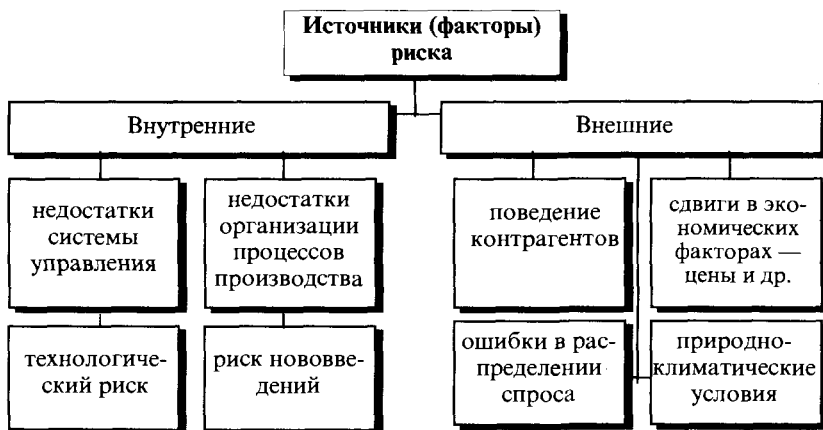 Источники (факторы)
риска
Внутренние
Внешние
недостатки
системы
управления
недостатки
организации
процессов
производства
поведение
контрагентов
сдвиги в эко-
номических
факторах —
цены и др.
технологиче-
ский риск
риск нововве-
дений
ошибки в рас-
пределении
спроса
природно-
климатические
условия